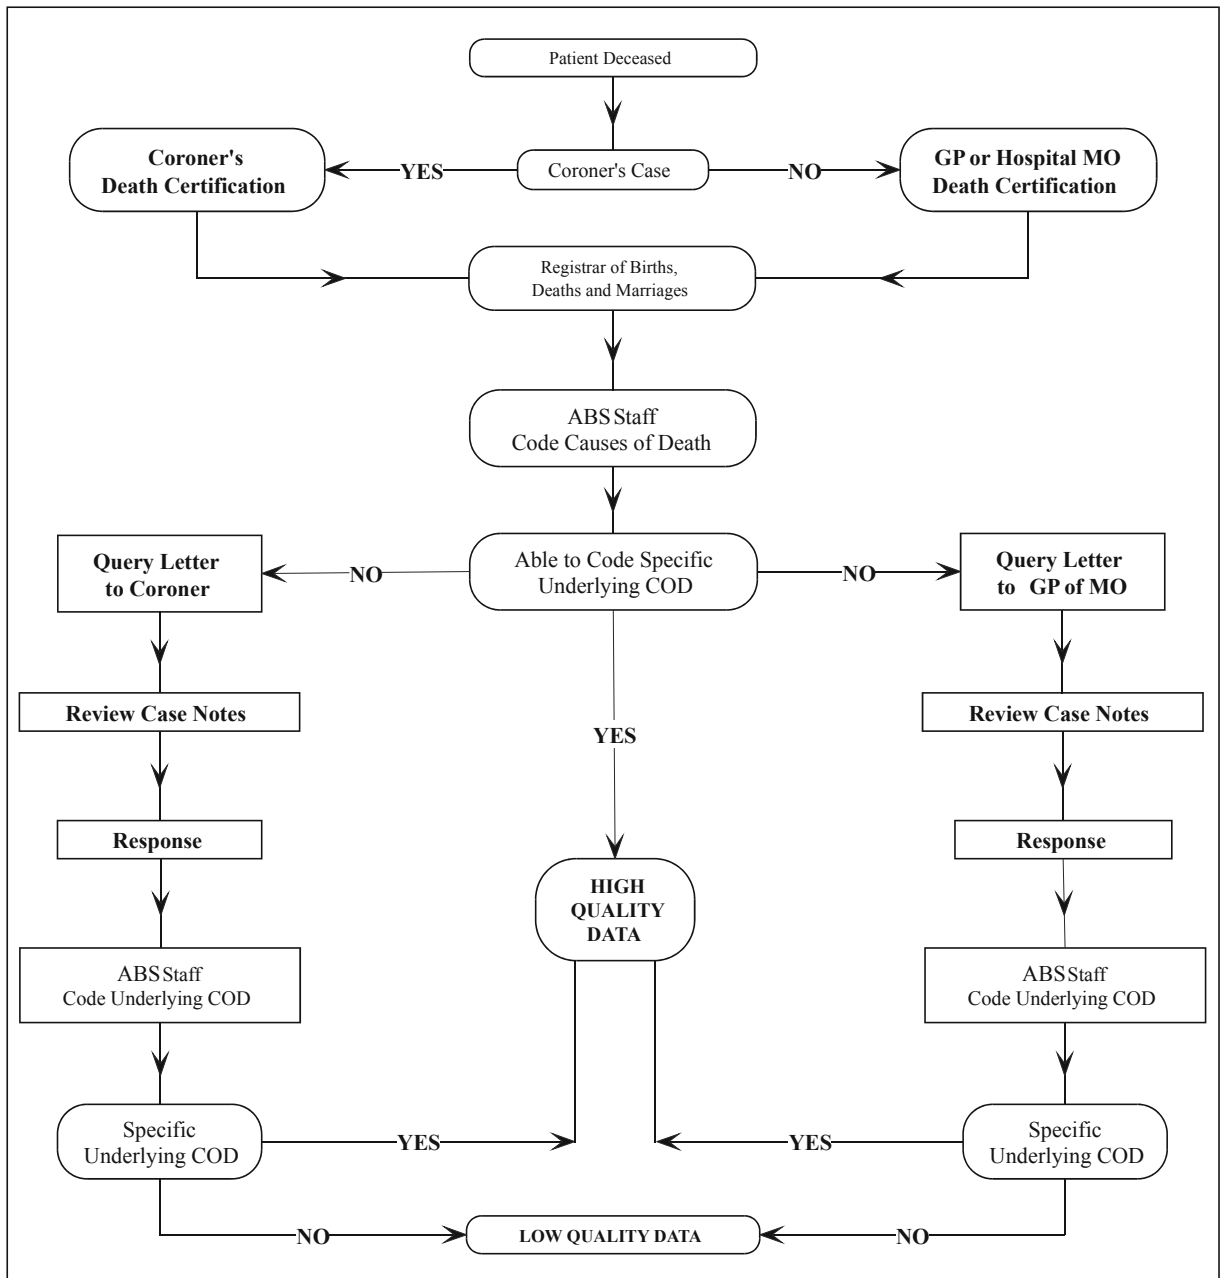 Patient Deceased
Coroner's
Death Certification
YES
Coroner's Case
NO
GP or Hospital MO
Death Certification
Registrar of Births,
Deaths and Marriages
ABS Staff
Code Causes of Death
Query Letter
to Coroner
NO
Able to Code Specific
Underlying COD
NO
Query Letter
to GP of MO
Review Case Notes
YES
Review Case Notes
Response
Response
HIGH
QUALITY
DATA
ABS Staff
Code Underlying COD
ABS Staff
Code Underlying COD
Specific
Underlying COD
YES
YES
Specific
Underlying COD
NO
LOW QUALITY DATA
NO